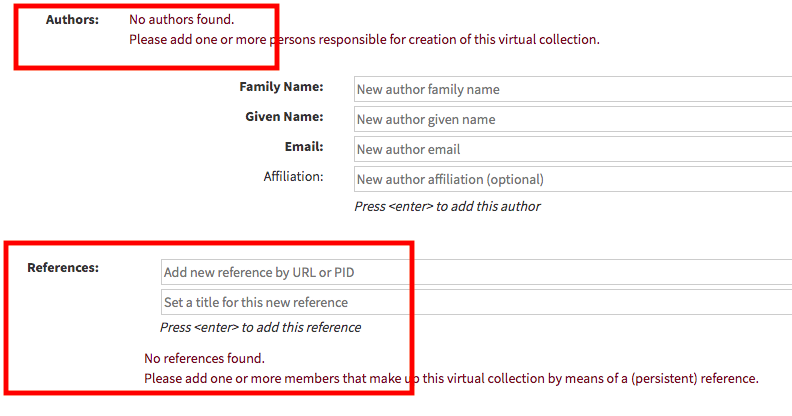 Authors: No authors found.
Please add one or more persons responsible for creation of this virtual collection.
Family Name: New author family name
Given Name: New author given name
Email: New author email
Affiliation: New author affiliation (optional)
Press <enter> to add this author
References: Add new reference by URL or PID
Set a title for this new reference
Press <enter> to add this reference
No references found.
Please add one or more members that make up this virtual collection by means of a (persistent) reference.